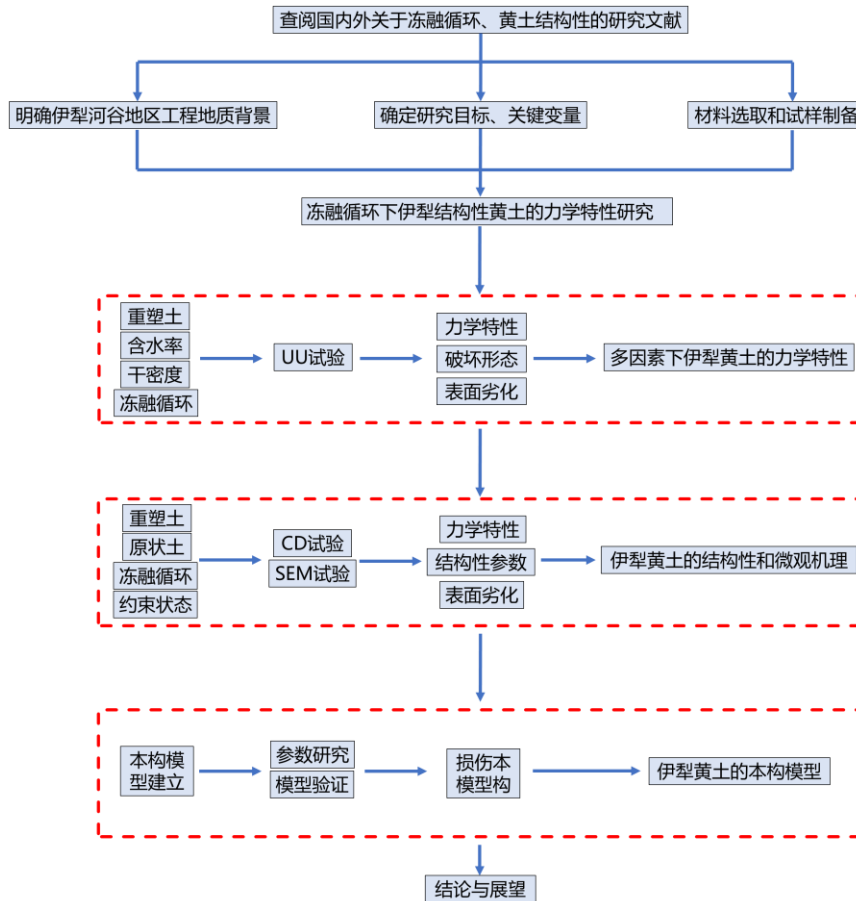 查阅国内外关于冻融循环、黄土结构性的研究文献
明确伊犁河谷地区工程地质背景
确定研究目标、关键变量
材料选取和试样制备
冻融循环下伊犁结构性黄土的力学特性研究
重塑土
含水率
干密度
冻融循环
UU试验
力学特性
破坏形态
表面劣化
多因素下伊犁黄土的力学特性
重塑土
原状土
冻融循环
约束状态
CD试验
SEM试验
力学特性
结构性参数
表面劣化
伊犁黄土的结构性和微观机理
本构模
型建立
参数研究
模型验证
损伤本
模型构
伊犁黄土的本构模型
结论与展望